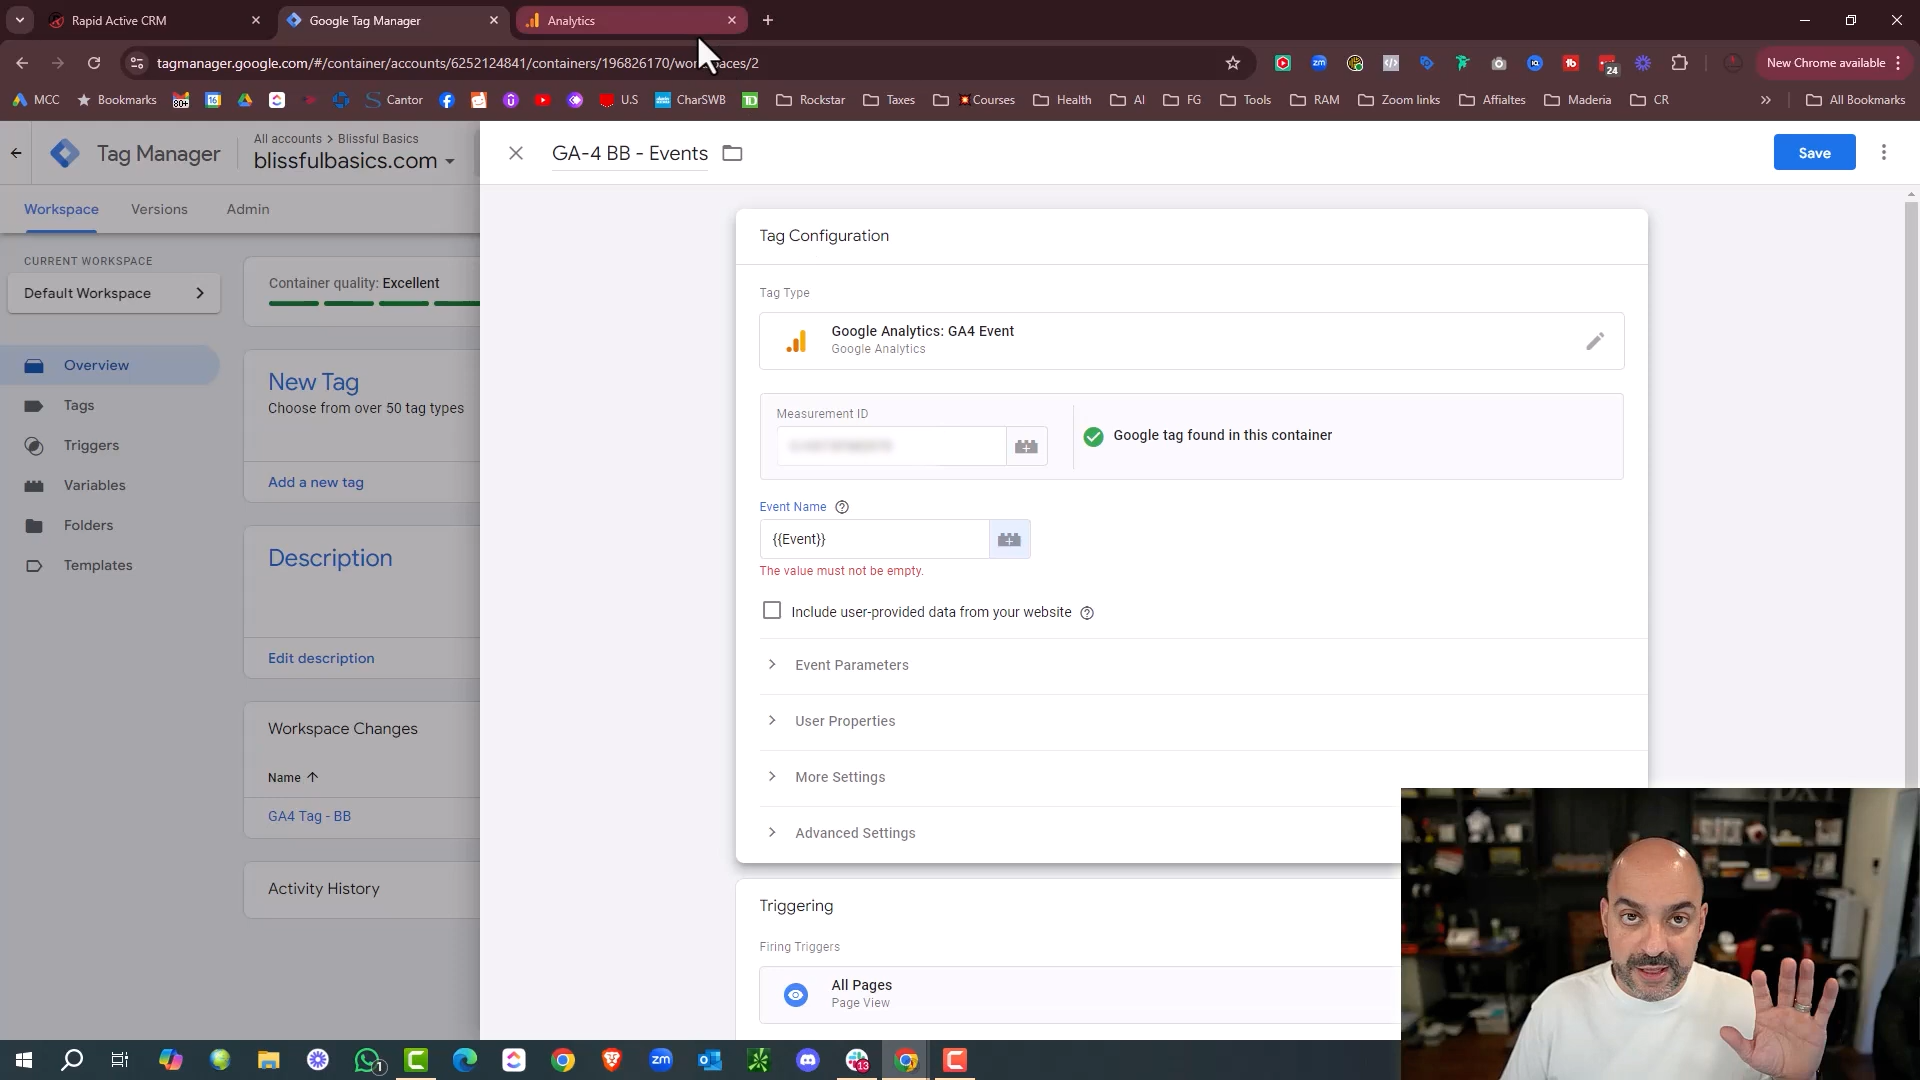 Rapid Active CRM
Google Tag Manager
Analytics
tagmanager.google.com/#/container/accounts/6252124841/containers/196826170/workspaces/2
New Chrome available
MCC
Bookmarks
Cantor
U.S
CharSWB
Rockstar
Taxes
Courses
Health
AI
FG
Tools
RAM
Zoom links
Affialtes
Maderia
CR
All Bookmarks
Tag Manager
All accounts > Blissful Basics
blissfulbasics.com
GA-4 BB - Events
Save
Workspace
Versions
Admin
CURRENT WORKSPACE
Default Workspace
Overview
Tags
Triggers
Variables
Folders
Templates
Container quality: Excellent
New Tag
Choose from over 50 tag types
Add a new tag
Description
Edit description
Workspace Changes
Name
GA4 Tag - BB
Activity History
Tag Configuration
Tag Type
Google Analytics: GA4 Event
Google Analytics
Measurement ID
Google tag found in this container
Event Name
{{Event}}
The value must not be empty.
Include user-provided data from your website
Event Parameters
User Properties
More Settings
Advanced Settings
Triggering
Firing Triggers
All Pages
Page View